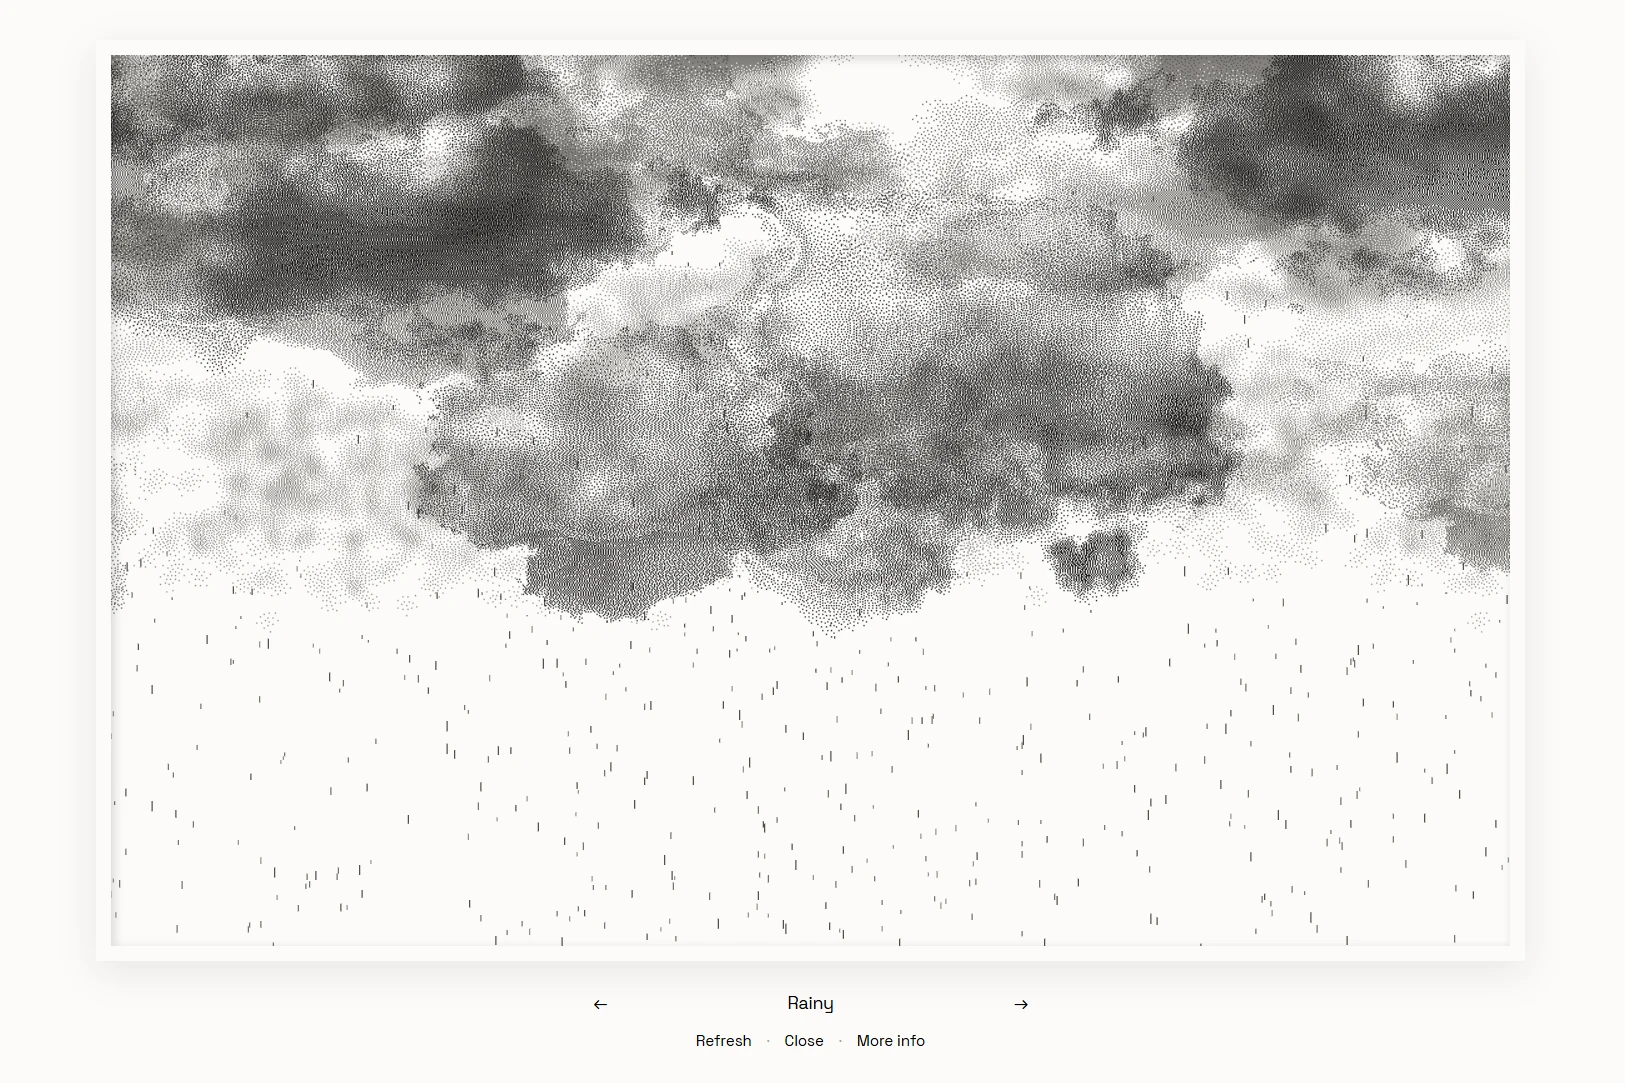 ← Rainy →
Refresh · Close · More info